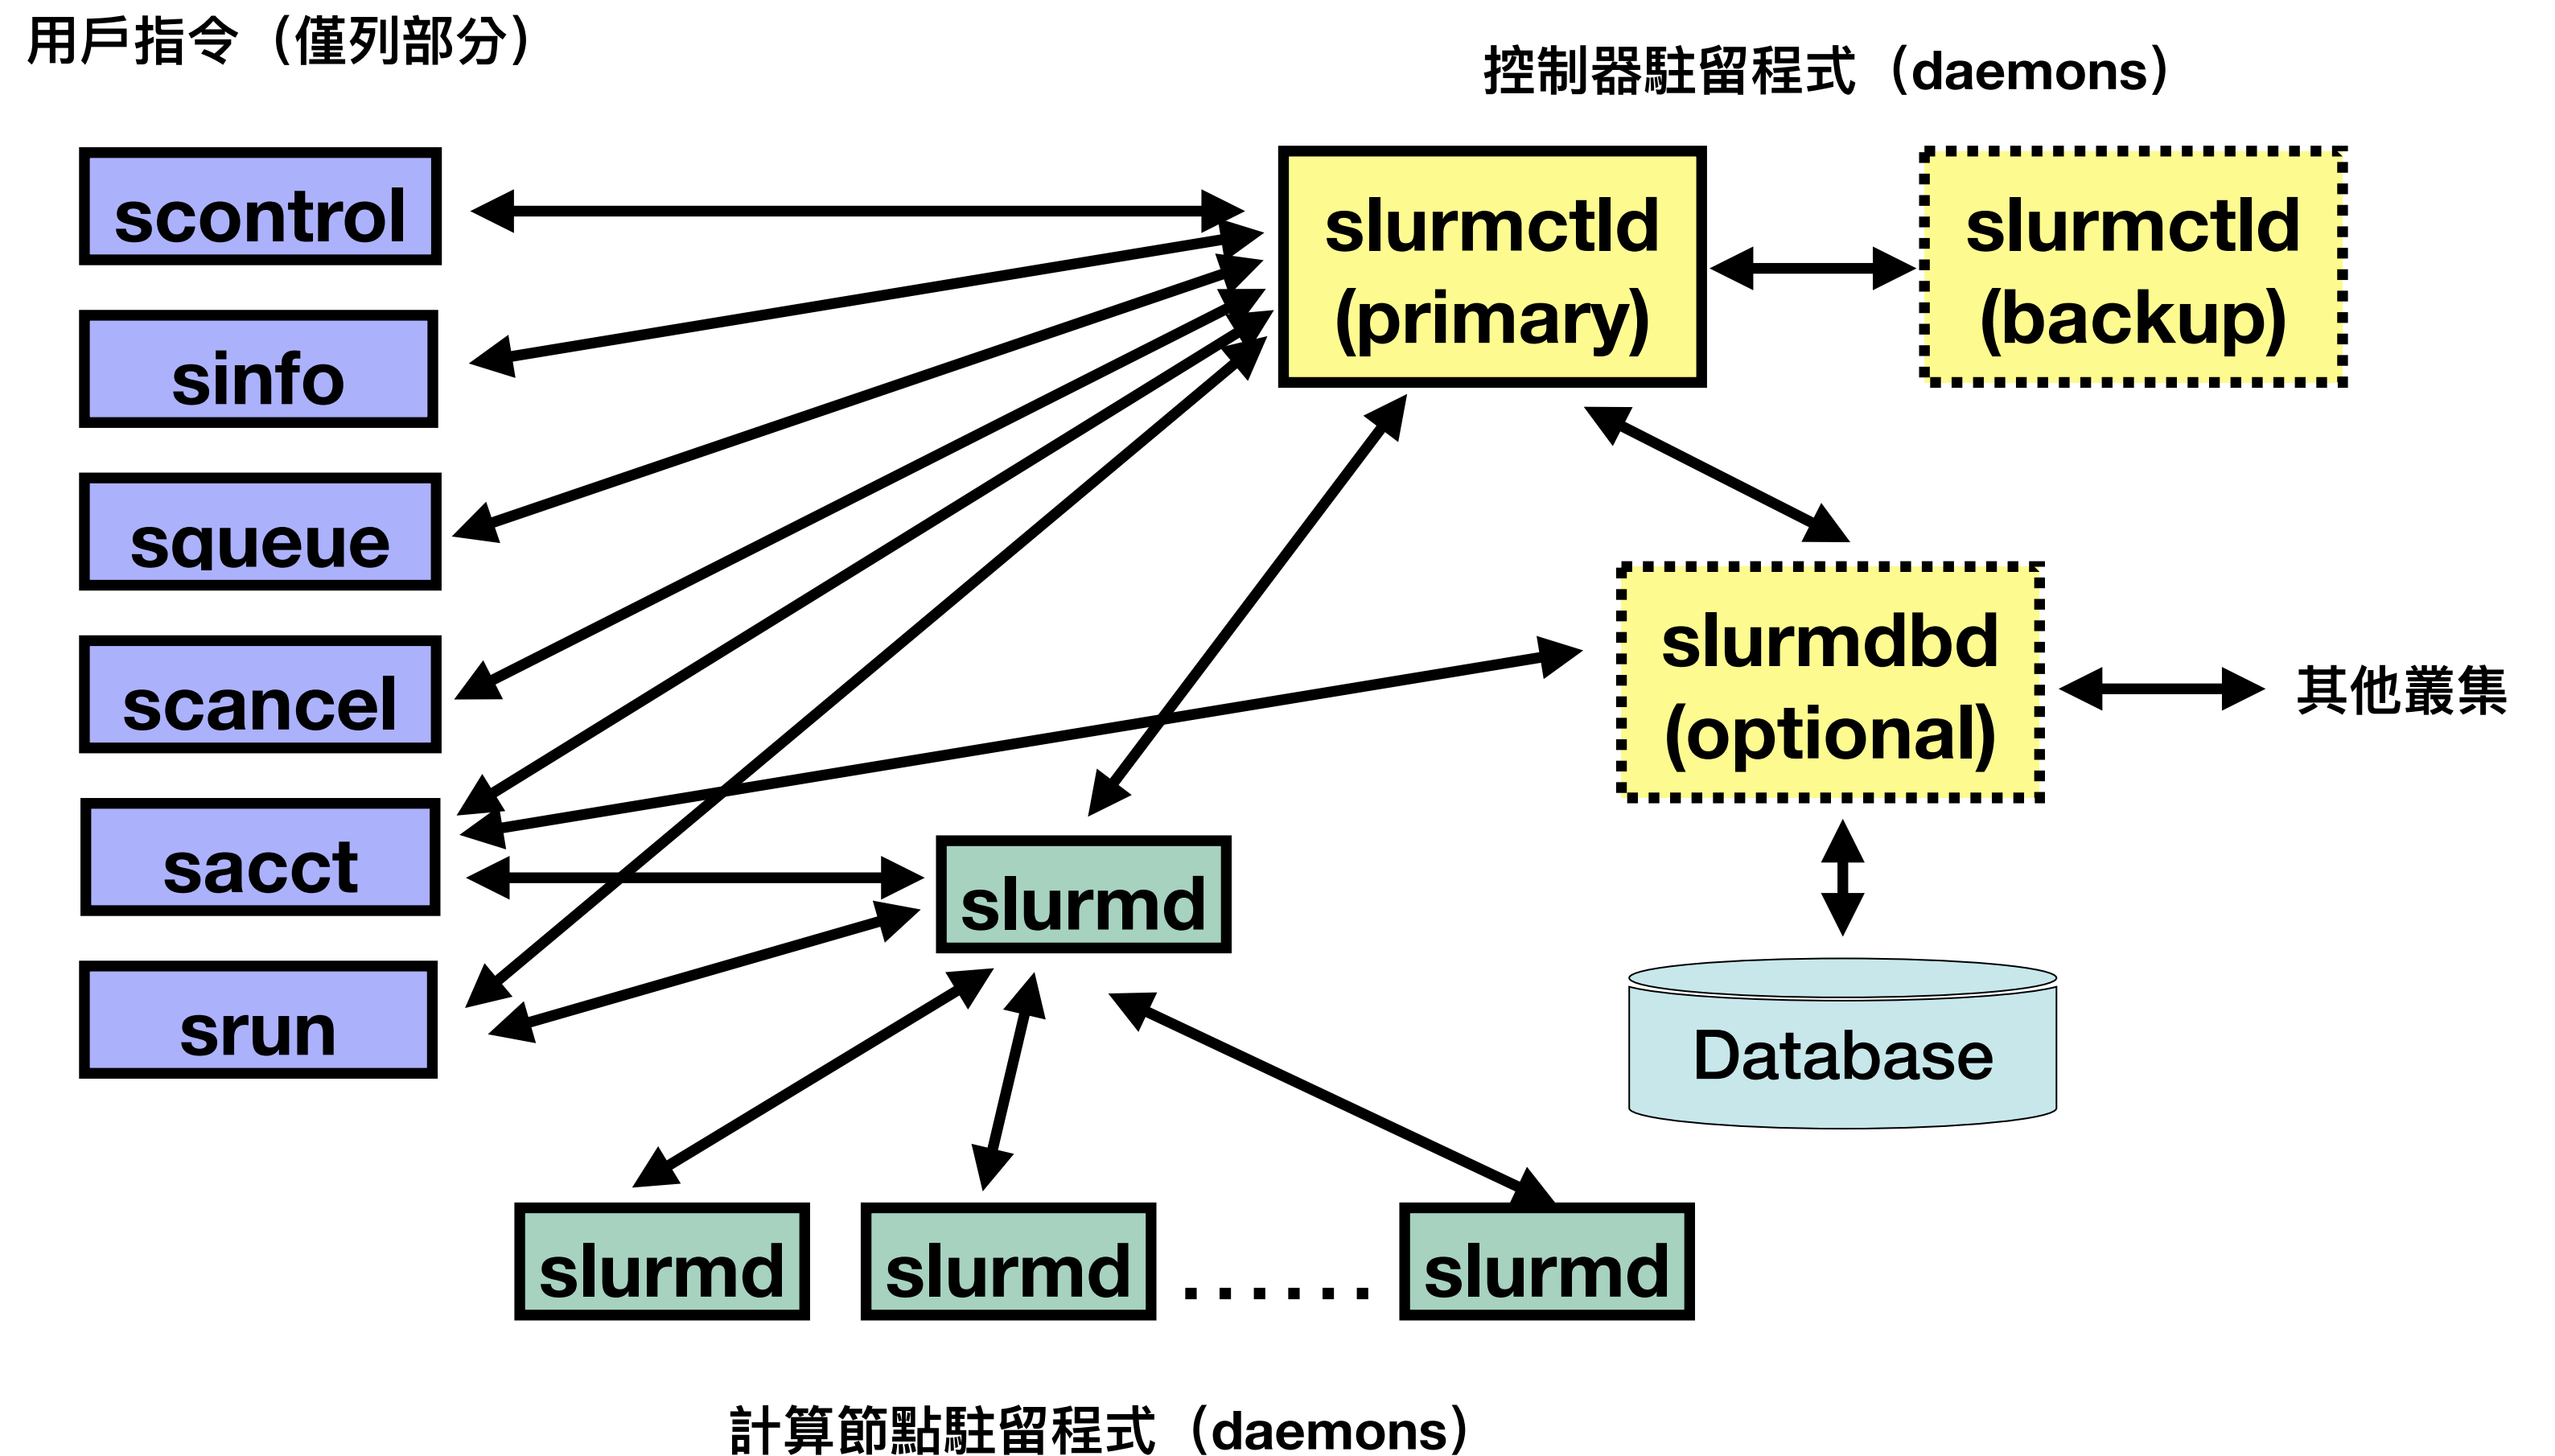 用戶指令（僅列部分）
控制器駐留程式（daemons）
scontrol
sinfo
squeue
scancel
sacct
srun
slurmctld
(primary)
slurmctld
(backup)
slurmdbd
(optional)
其他叢集
Database
slurmd
slurmd
slurmd
......
slurmd
計算節點駐留程式（daemons）